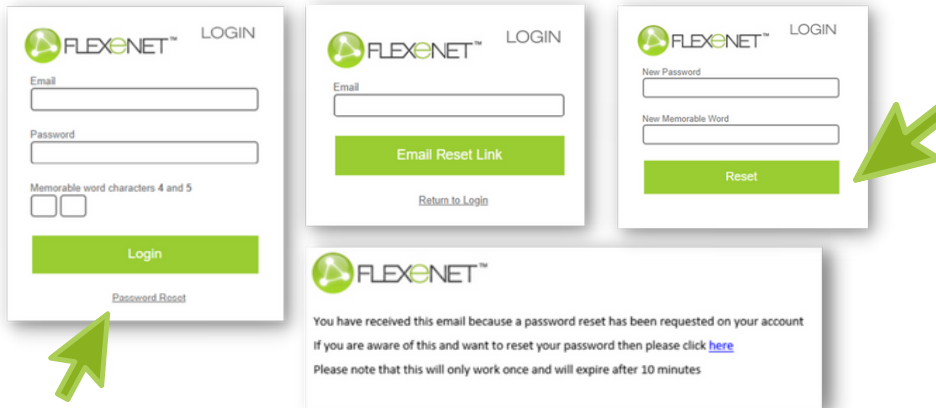 FLEXeNET™ LOGIN
Email
Password
Memorable word characters 4 and 5
Login
Password Reset
FLEXeNET™ LOGIN
Email
Email Reset Link
Return to Login
FLEXeNET™ LOGIN
New Password
New Memorable Word
Reset
FLEXeNET™
You have received this email because a password reset has been requested on your account
If you are aware of this and want to reset your password then please click here
Please note that this will only work once and will expire after 10 minutes